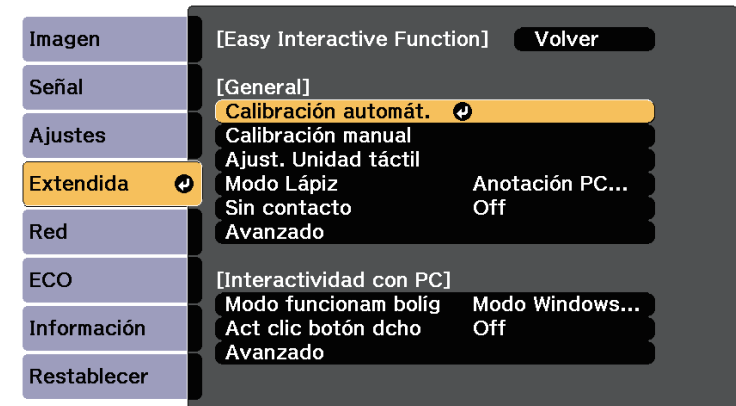 Imagen
Señal
Ajustes
Extendida
Red
ECO
Información
Restablecer
[Easy Interactive Function] Volver
[General]
Calibración automát.
Calibración manual
Ajust. Unidad táctil
Modo Lápiz Anotación PC...
Sin contacto Off
Avanzado
[Interactividad con PC]
Modo funcionam bolíg Modo Windows...
Act clic botón dcho Off
Avanzado